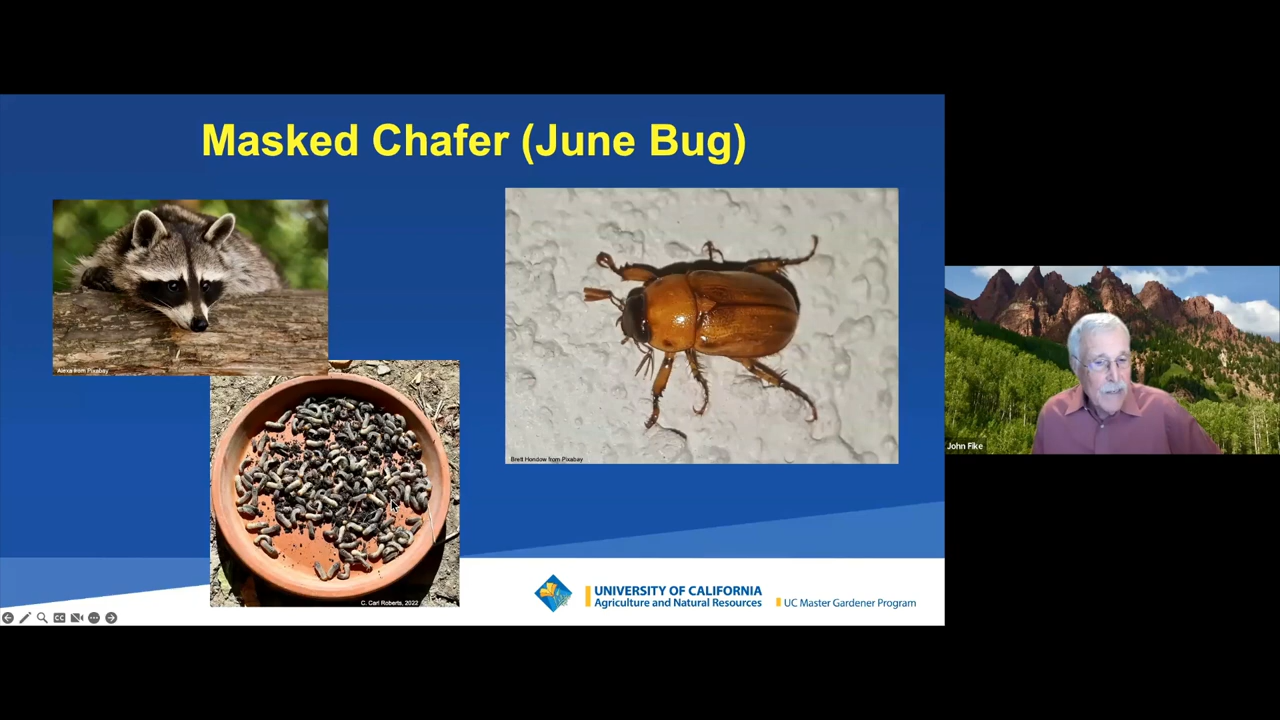 Masked Chafer (June Bug)
Alexa from Pixabay
Brett Hondow from Pixabay
John Fike
C. Carl Roberts, 2022
UNIVERSITY OF CALIFORNIA
Agriculture and Natural Resources
UC Master Gardener Program
CC